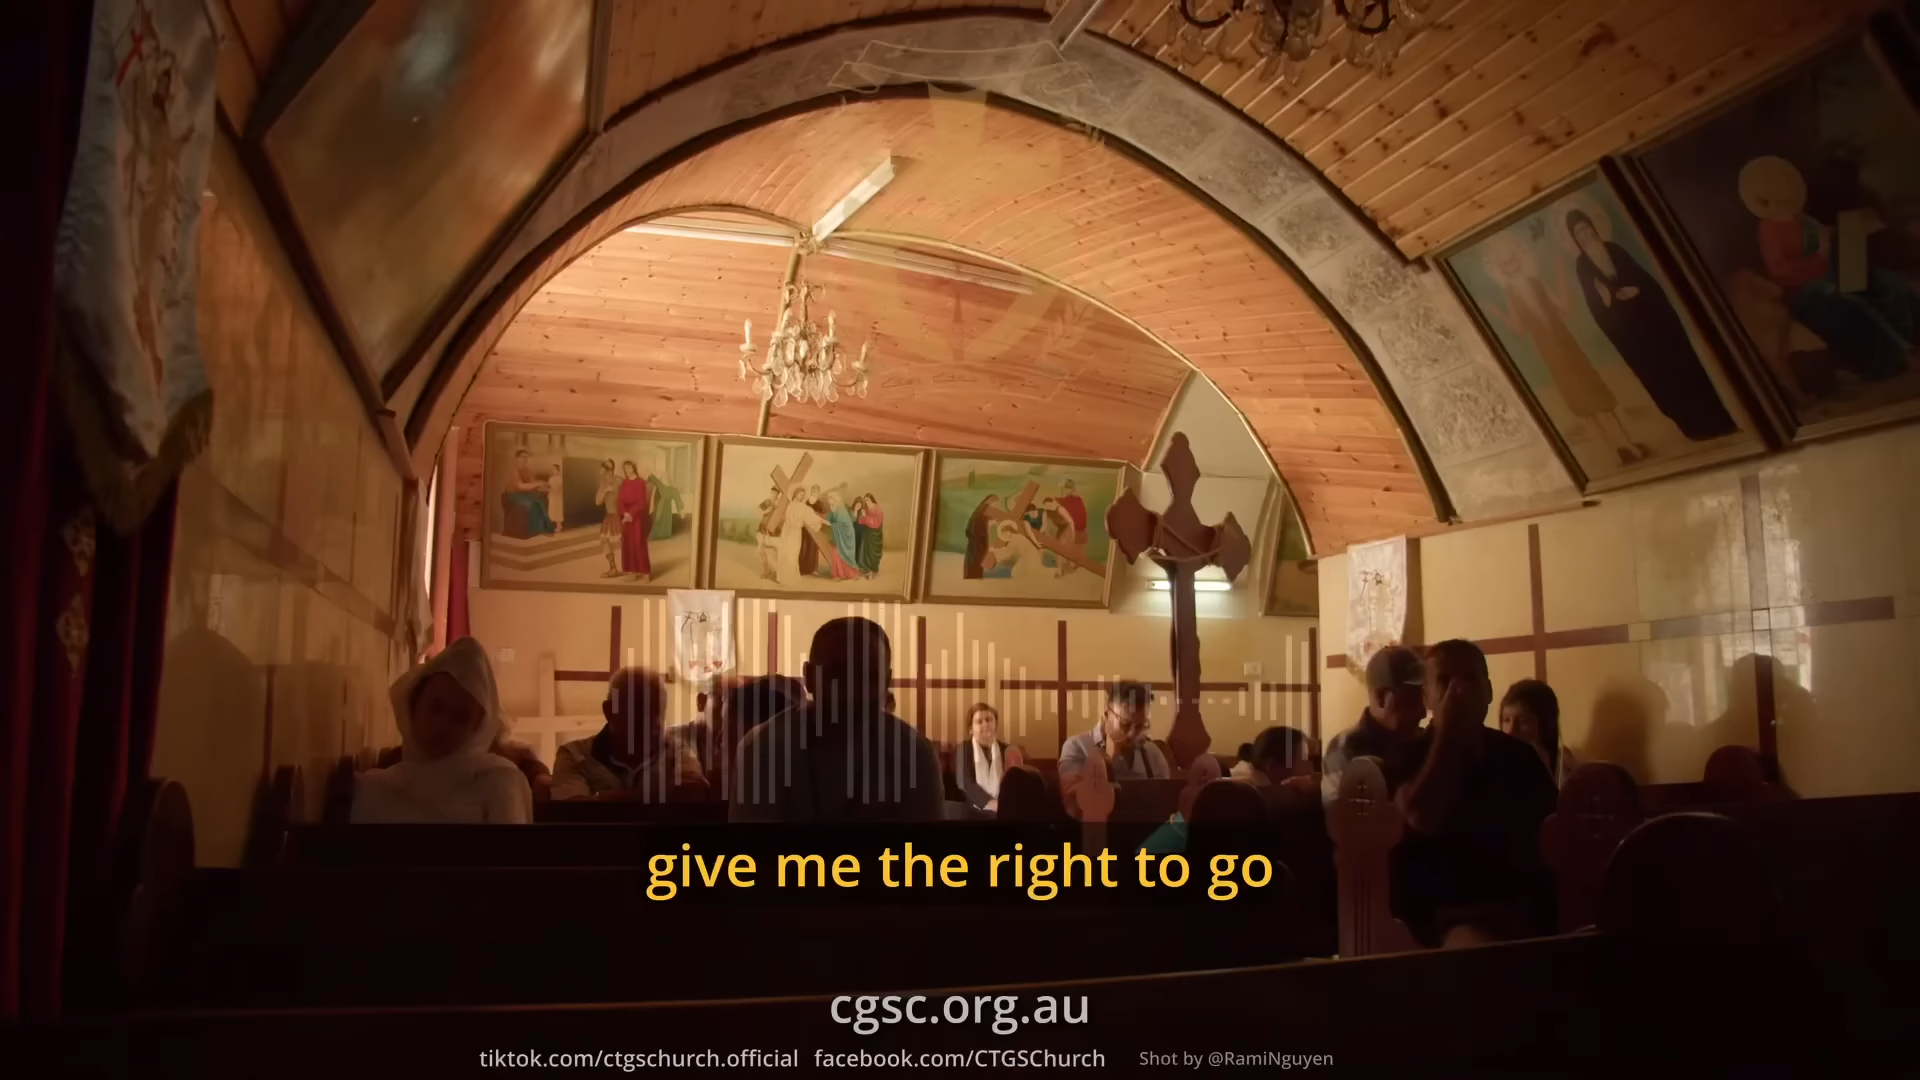 give me the right to go
cgsc.org.au
tiktok.com/ctgschurch.official facebook.com/CTGSChurch Shot by @RamiNguyen